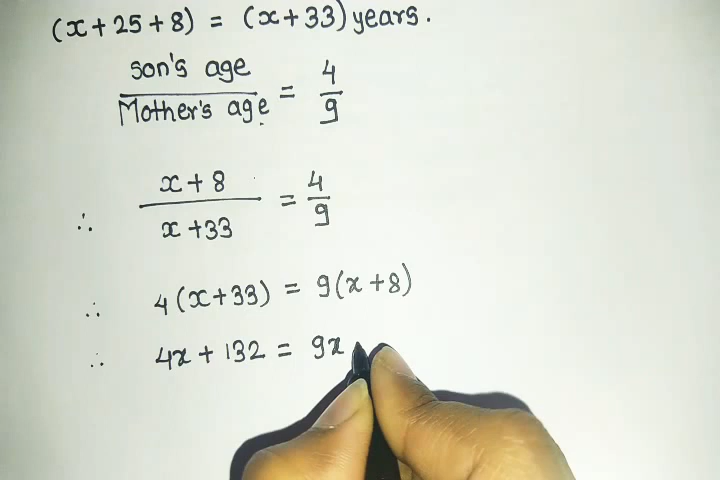 (x + 25 + 8) = (x + 33) years.
son's age / Mother's age = 4/9
∴ x + 8 / x + 33 = 4/9
∴ 4(x + 33) = 9(x + 8)
∴ 4x + 132 = 9x